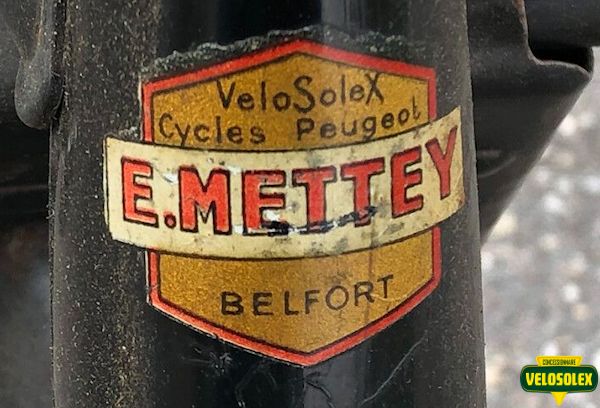 VeloSoleX
Cycles Peugeot
E.METTEY
BELFORT
CONCESSIONNAIRE
VELOSOLEX